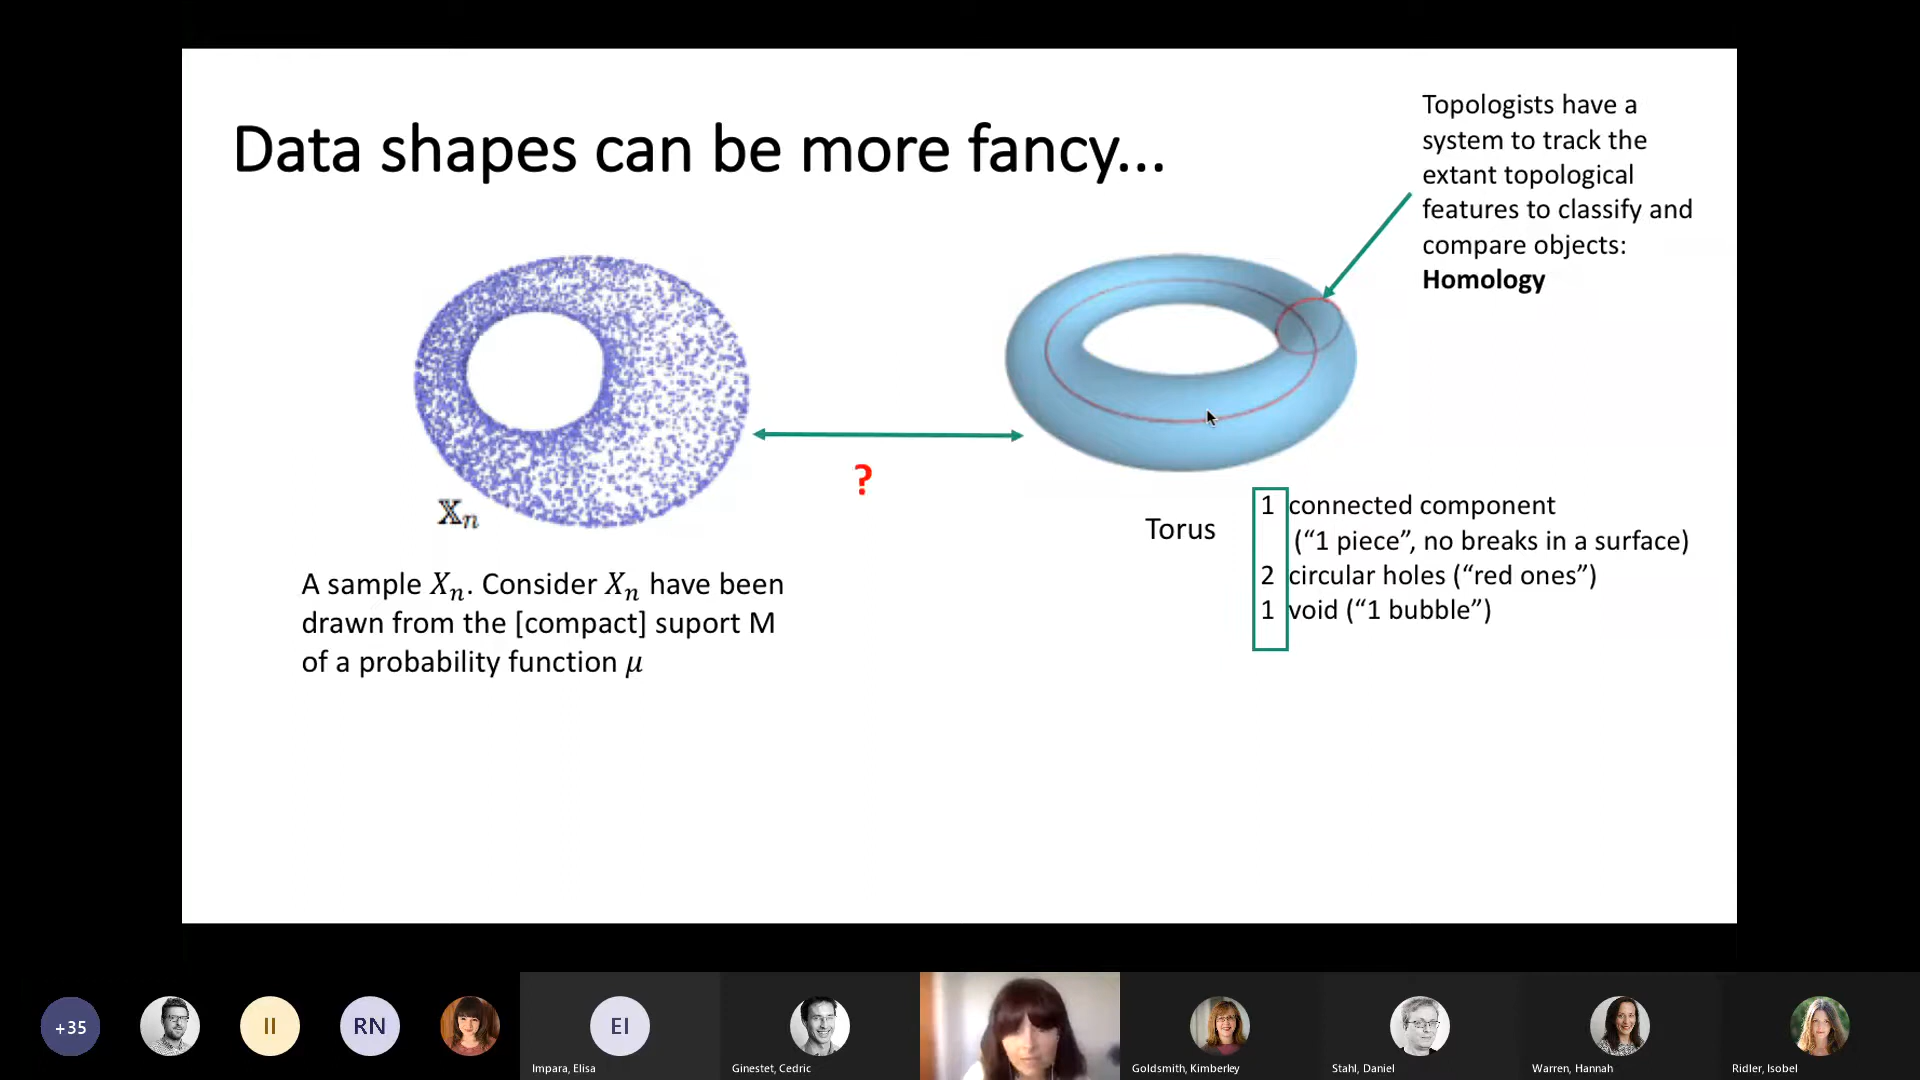 Data shapes can be more fancy...
Topologists have a
system to track the
extant topological
features to classify and
compare objects:
Homology
𝕏n
?
A sample Xn. Consider Xn have been
drawn from the [compact] suport M
of a probability function μ
Torus
1 connected component
(“1 piece”, no breaks in a surface)
2 circular holes (“red ones”)
1 void (“1 bubble”)
+35
II
RN
EI
Impara, Elisa
Ginestet, Cedric
Goldsmith, Kimberley
Stahl, Daniel
Warren, Hannah
Ridler, Isobel